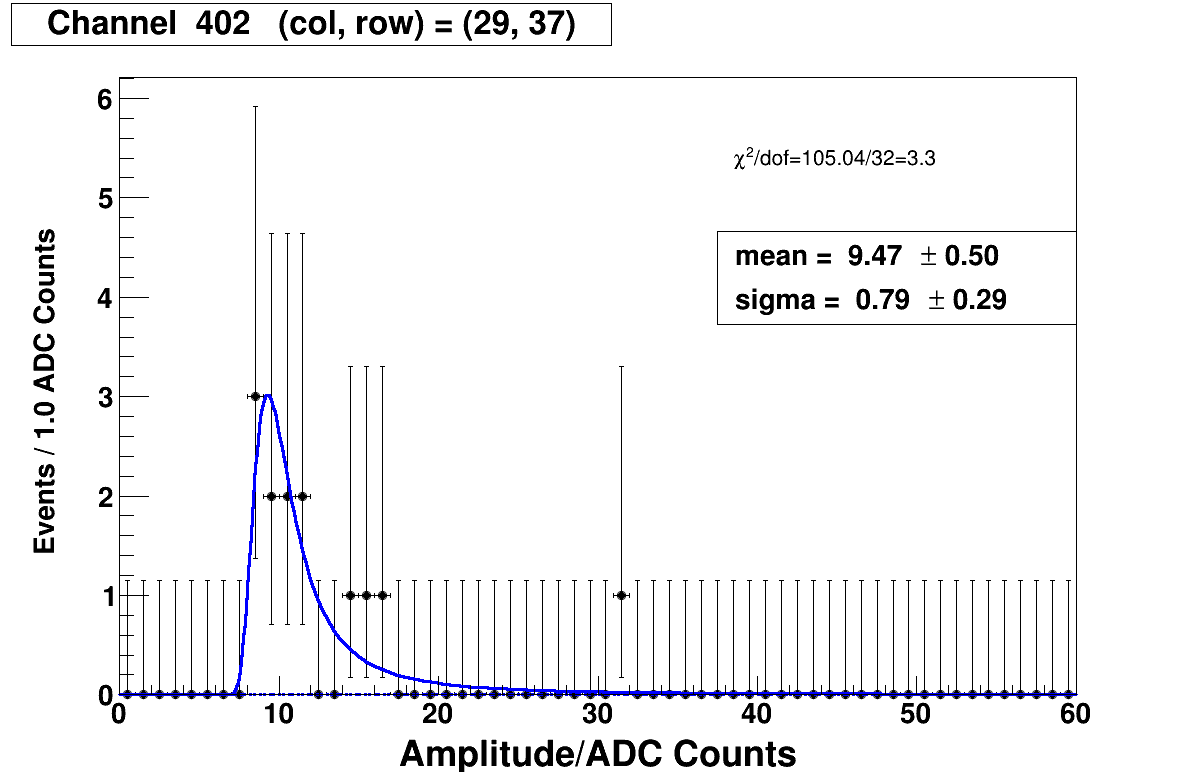 Channel 402 (col, row) = (29, 37)
χ²/dof=105.04/32=3.3
mean = 9.47 ± 0.50
sigma = 0.79 ± 0.29
Events / 1.0 ADC Counts
6
5
4
3
2
1
0
0 10 20 30 40 50 60
Amplitude/ADC Counts